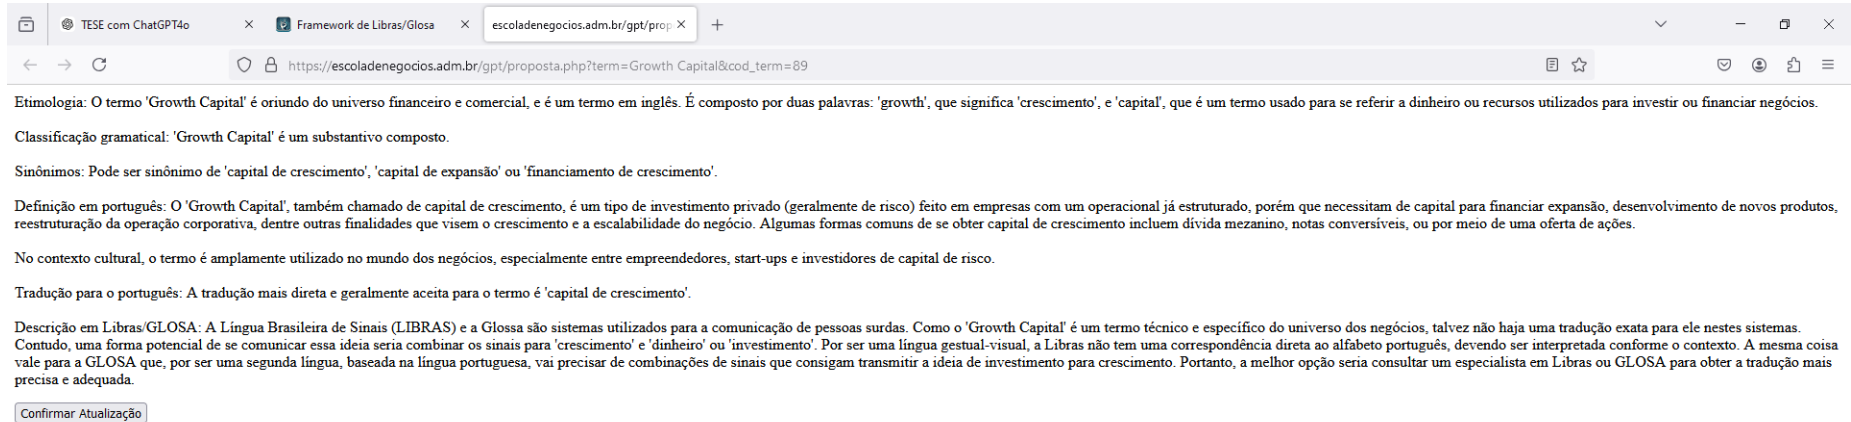 TESE com ChatGPT4o
Framework de Libras/Glosa
escoladenegocios.adm.br/gpt/prop
https://escoladenegocios.adm.br/gpt/proposta.php?term=Growth Capital&cod_term=89
Etimologia: O termo 'Growth Capital' é oriundo do universo financeiro e comercial, e é um termo em inglês. É composto por duas palavras: 'growth', que significa 'crescimento', e 'capital', que é um termo usado para se referir a dinheiro ou recursos utilizados para investir ou financiar negócios.
Classificação gramatical: 'Growth Capital' é um substantivo composto.
Sinônimos: Pode ser sinônimo de 'capital de crescimento', 'capital de expansão' ou 'financiamento de crescimento'.
Definição em português: O 'Growth Capital', também chamado de capital de crescimento, é um tipo de investimento privado (geralmente de risco) feito em empresas com um operacional já estruturado, porém que necessitam de capital para financiar expansão, desenvolvimento de novos produtos,
reestruturação da operação corporativa, dentre outras finalidades que visem o crescimento e a escalabilidade do negócio. Algumas formas comuns de se obter capital de crescimento incluem dívida mezanino, notas conversíveis, ou por meio de uma oferta de ações.
No contexto cultural, o termo é amplamente utilizado no mundo dos negócios, especialmente entre empreendedores, start-ups e investidores de capital de risco.
Tradução para o português: A tradução mais direta e geralmente aceita para o termo é 'capital de crescimento'.
Descrição em Libras/GLOSA: A Língua Brasileira de Sinais (LIBRAS) e a Glossa são sistemas utilizados para a comunicação de pessoas surdas. Como o 'Growth Capital' é um termo técnico e específico do universo dos negócios, talvez não haja uma tradução exata para ele nestes sistemas.
Contudo, uma forma potencial de se comunicar essa ideia seria combinar os sinais para 'crescimento' e 'dinheiro' ou 'investimento'. Por ser uma língua gestual-visual, a Libras não tem uma correspondência direta ao alfabeto português, devendo ser interpretada conforme o contexto. A mesma coisa
vale para a GLOSA que, por ser uma segunda língua, baseada na língua portuguesa, vai precisar de combinações de sinais que consigam transmitir a ideia de investimento para crescimento. Portanto, a melhor opção seria consultar um especialista em Libras ou GLOSA para obter a tradução mais
precisa e adequada.
Confirmar Atualização